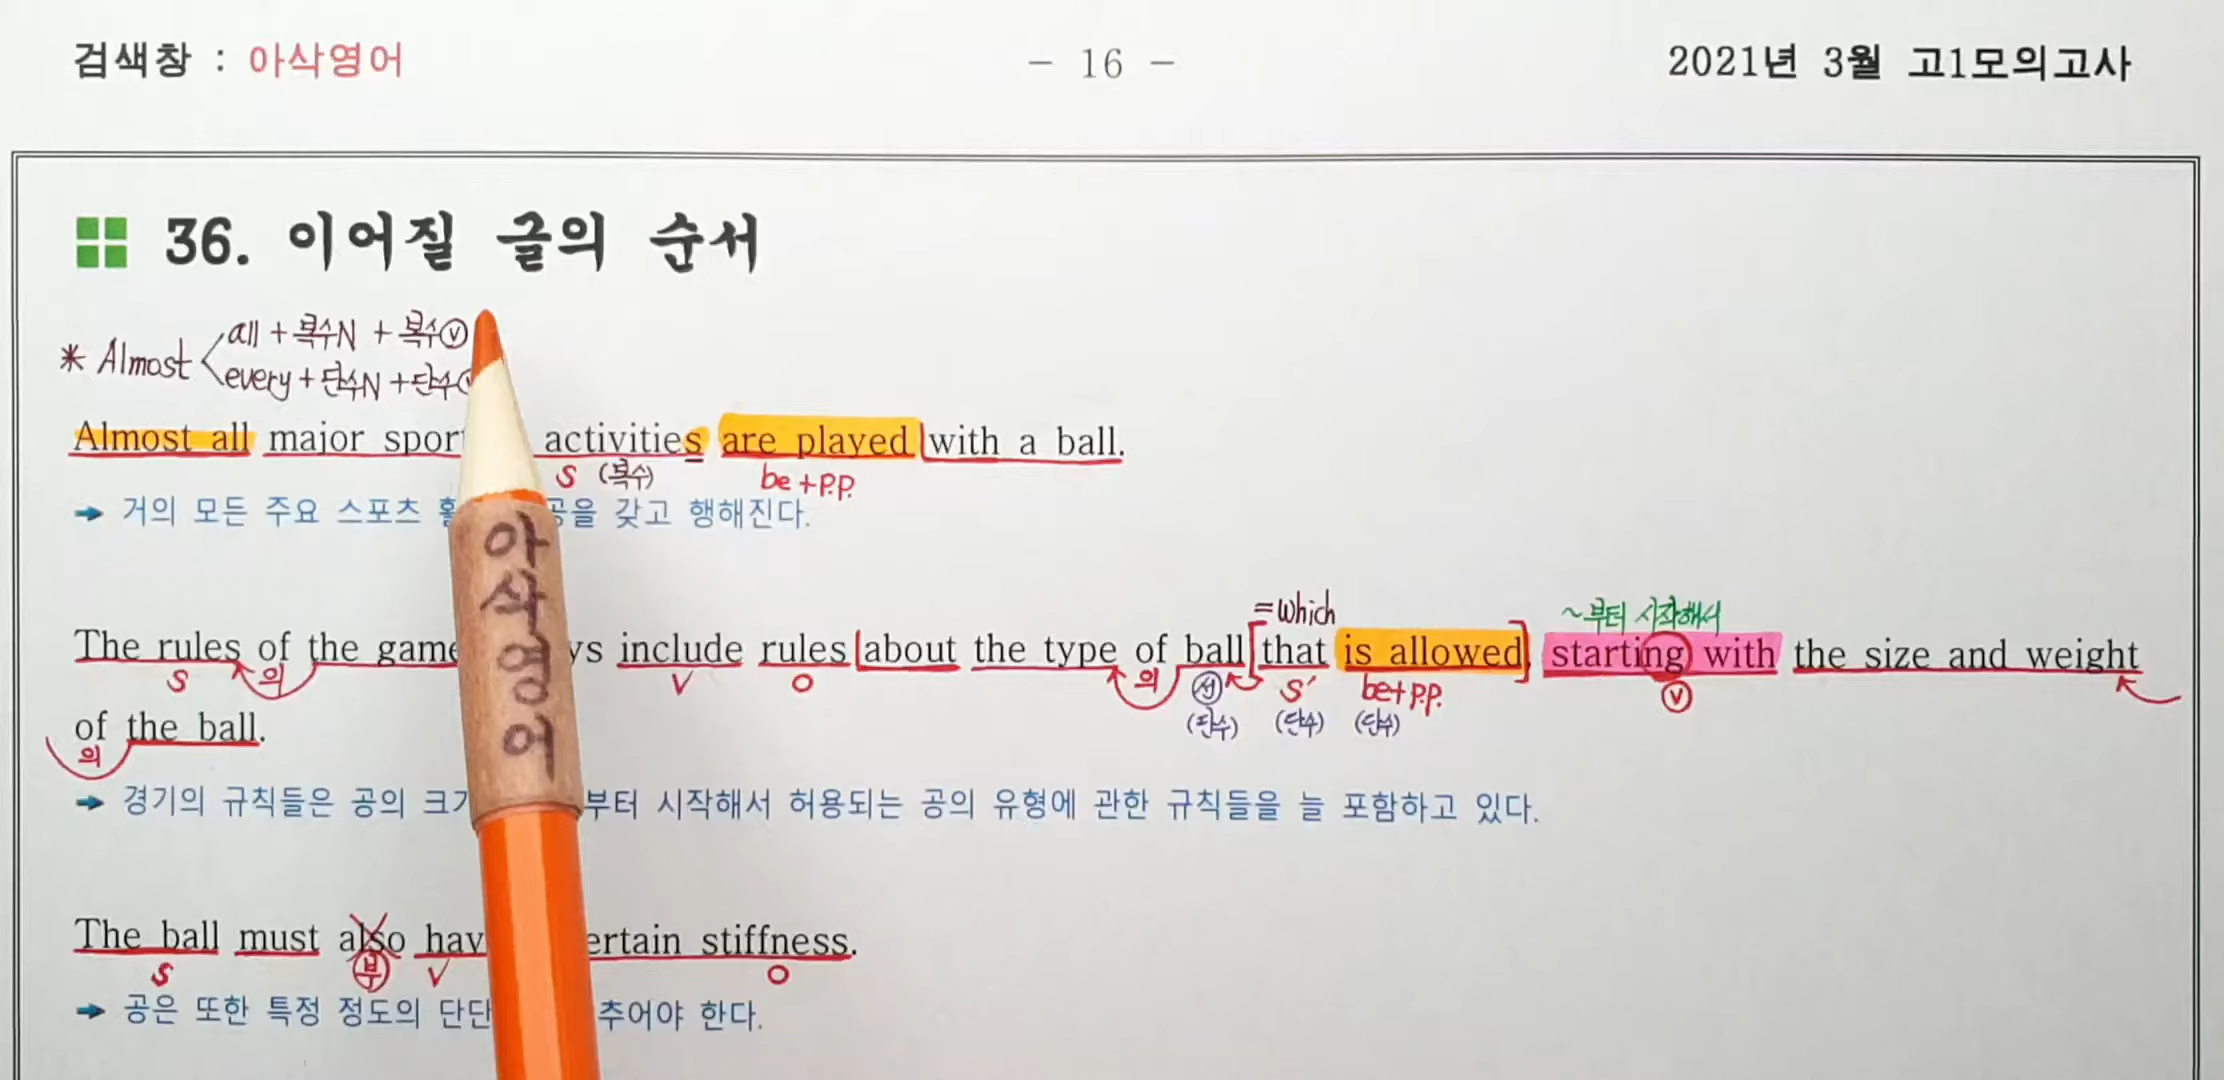 검색창 : 아삭영어
- 16 -
2021년 3월 고1모의고사
36. 이어질 글의 순서
* Almost
all + 복수N + 복수Ⓥ
every + 단수N + 단수
Almost all major spor activities are played with a ball.
S (복수) be + P.P.
➔ 거의 모든 주요 스포츠 공을 갖고 행해진다.
=which ~부터 시작해서
The rules of the game ys include rules about the type of ball that is allowed, starting with the size and weight
S 의 V O 의 선 S' be+P.P. Ⓥ
(단수) (단수) (단수)
of the ball.
의
➔ 경기의 규칙들은 공의 크기 부터 시작해서 허용되는 공의 유형에 관한 규칙들을 늘 포함하고 있다.
The ball must also hav ertain stiffness.
S 부 V O
➔ 공은 또한 특정 정도의 단단 추어야 한다.
아삭영어